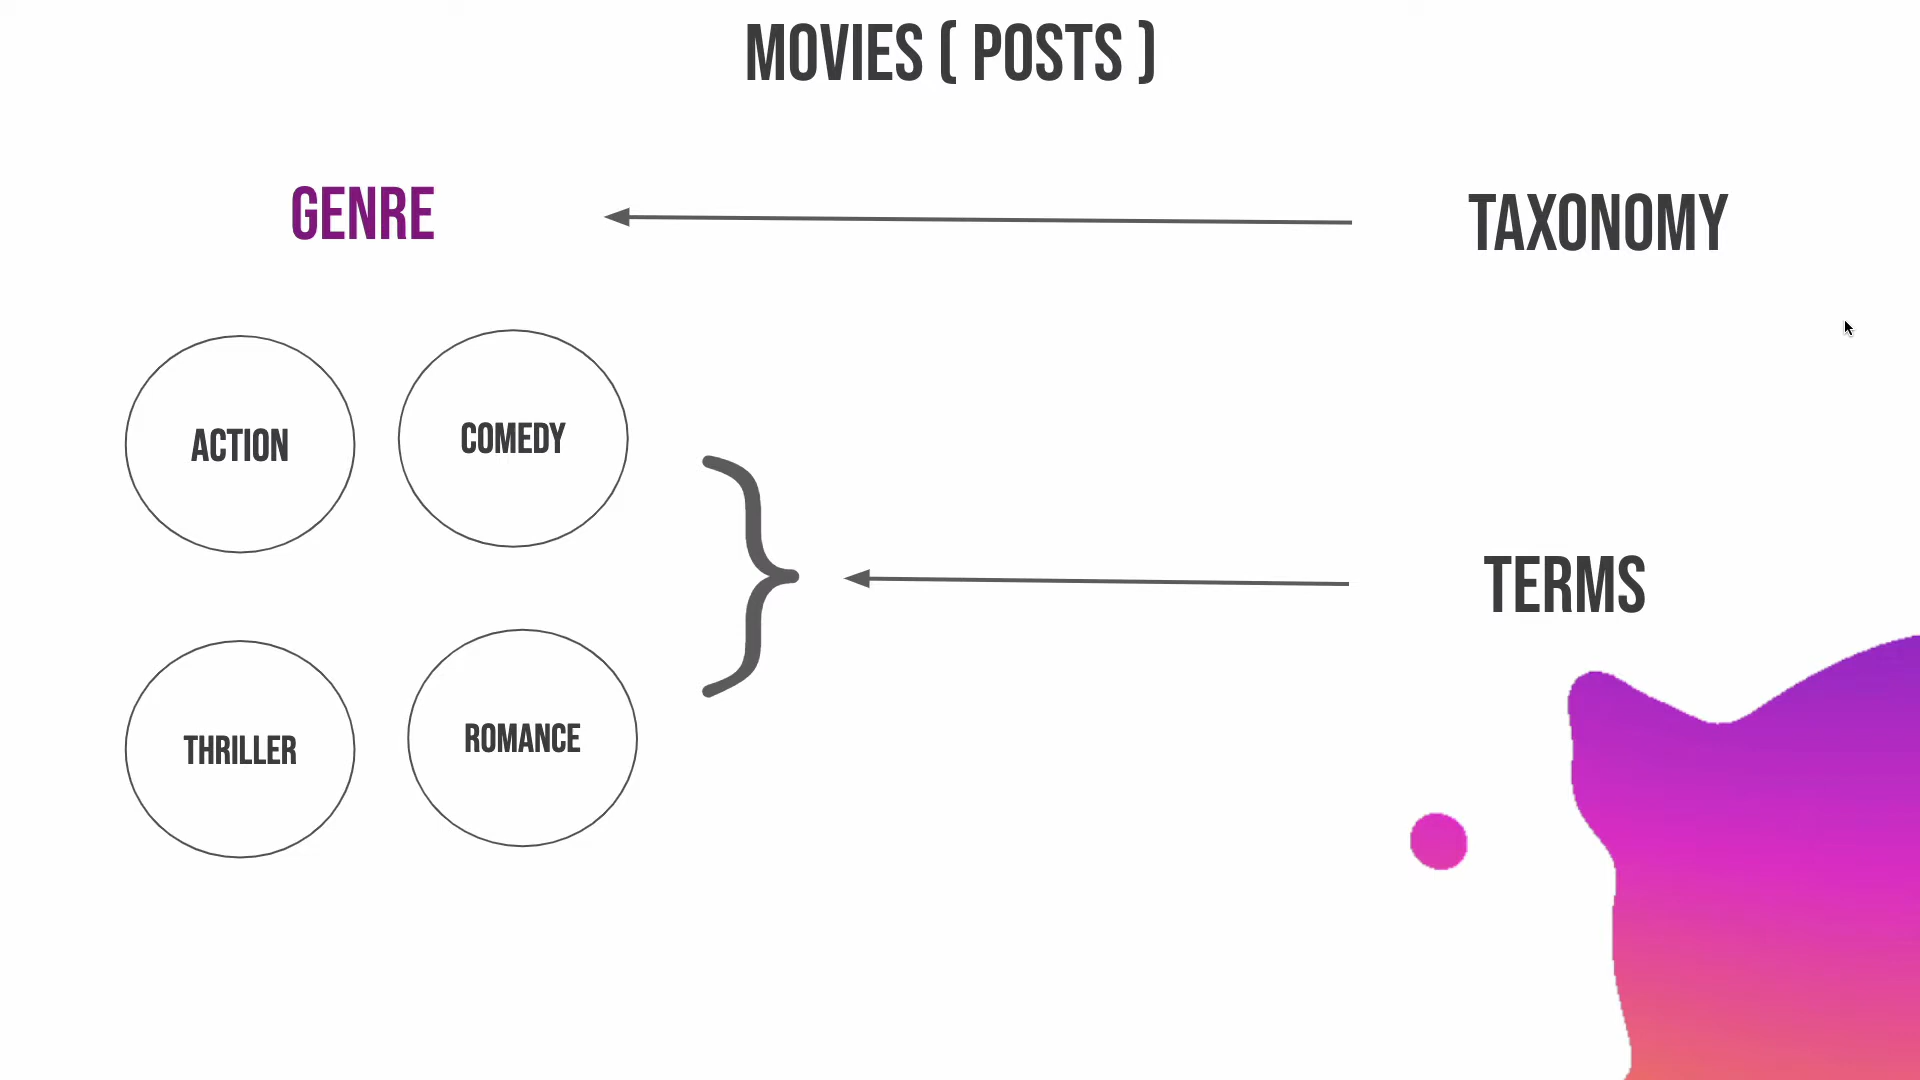 MOVIES ( POSTS )
GENRE
TAXONOMY
ACTION
COMEDY
TERMS
THRILLER
ROMANCE